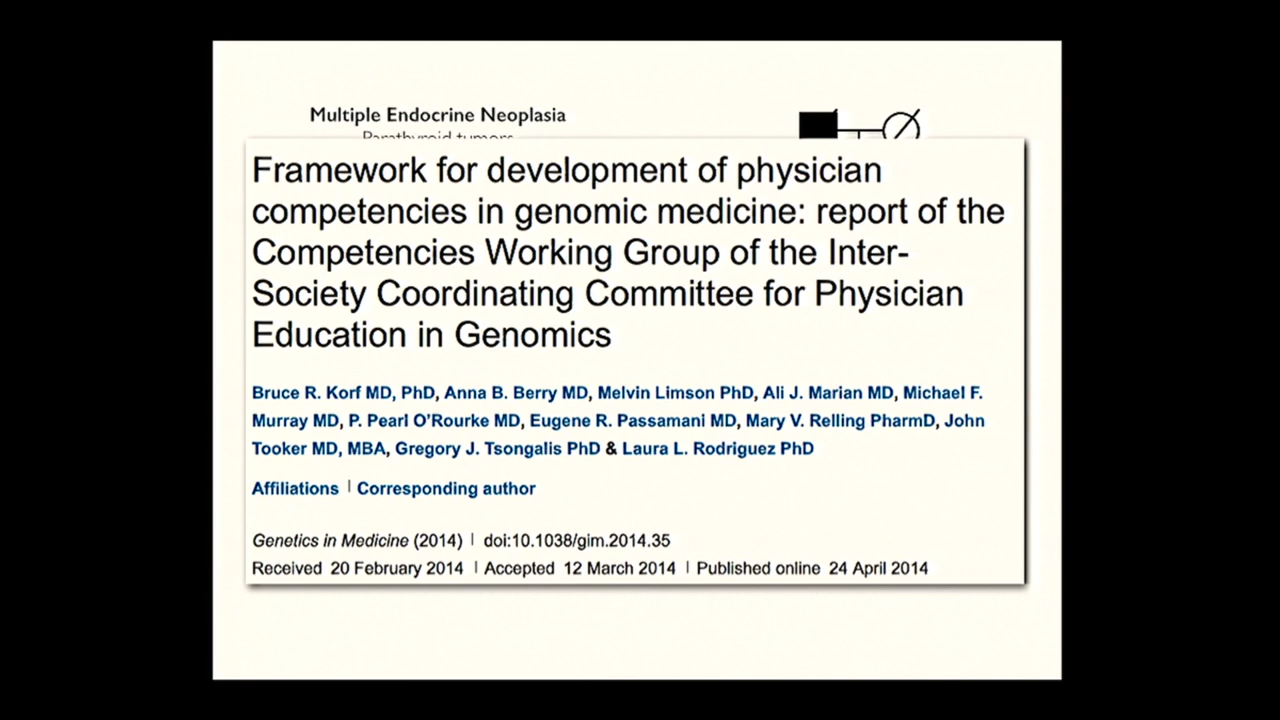 Multiple Endocrine Neoplasia
Parathyroid tumors
Framework for development of physician
competencies in genomic medicine: report of the
Competencies Working Group of the Inter-
Society Coordinating Committee for Physician
Education in Genomics
Bruce R. Korf MD, PhD, Anna B. Berry MD, Melvin Limson PhD, Ali J. Marian MD, Michael F.
Murray MD, P. Pearl O'Rourke MD, Eugene R. Passamani MD, Mary V. Relling PharmD, John
Tooker MD, MBA, Gregory J. Tsongalis PhD & Laura L. Rodriguez PhD
Affiliations | Corresponding author
Genetics in Medicine (2014) | doi:10.1038/gim.2014.35
Received 20 February 2014 | Accepted 12 March 2014 | Published online 24 April 2014